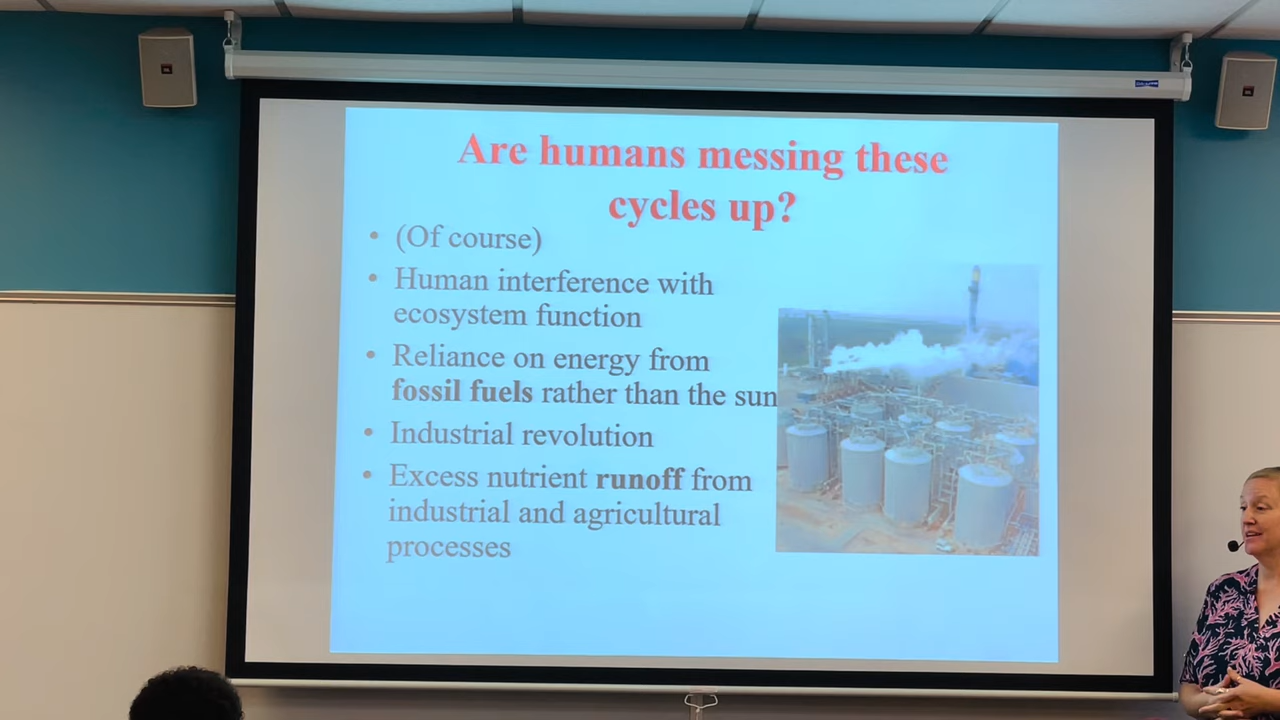 Are humans messing these
cycles up?
• (Of course)
• Human interference with
ecosystem function
• Reliance on energy from
fossil fuels rather than the sun
• Industrial revolution
• Excess nutrient runoff from
industrial and agricultural
processes